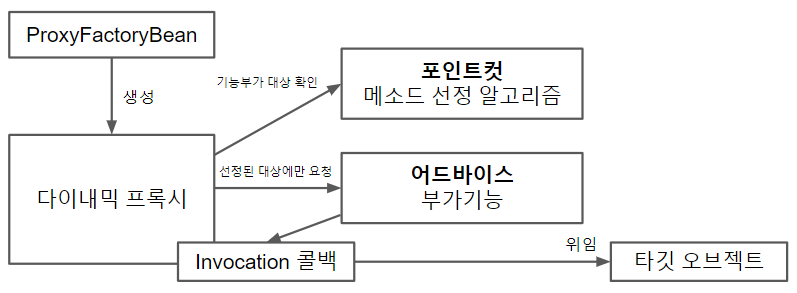 ProxyFactoryBean
생성
기능부가 대상 확인
포인트컷
메소드 선정 알고리즘
다이내믹 프록시
선정된 대상에만 요청
어드바이스
부가기능
Invocation 콜백
위임
타깃 오브젝트